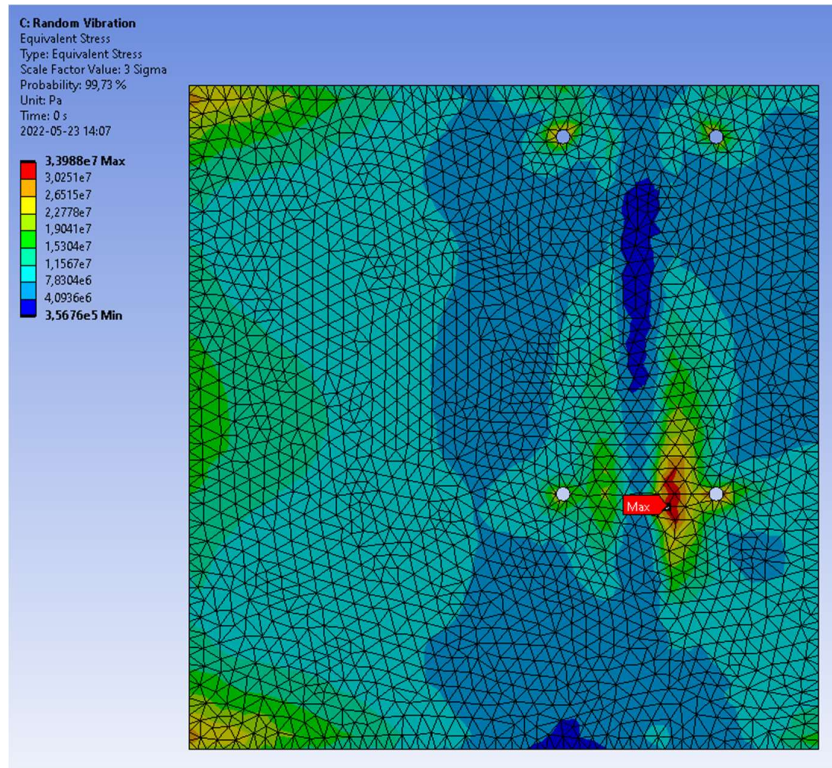 C: Random Vibration
Equivalent Stress
Type: Equivalent Stress
Scale Factor Value: 3 Sigma
Probability: 99,73 %
Unit: Pa
Time: 0 s
2022-05-23 14:07
3,3988e7 Max
3,0251e7
2,6515e7
2,2778e7
1,9041e7
1,5304e7
1,1567e7
7,8304e6
4,0936e6
3,5676e5 Min
Max